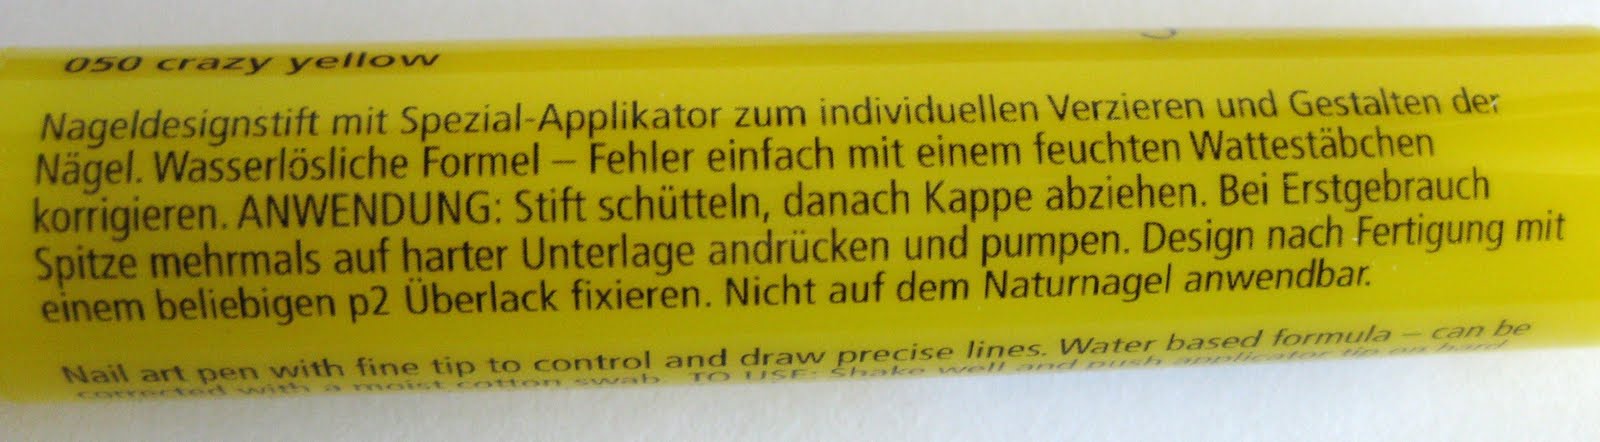 050 crazy yellow
Nageldesignstift mit Spezial-Applikator zum individuellen Verzieren und Gestalten der
Nägel. Wasserlösliche Formel – Fehler einfach mit einem feuchten Wattestäbchen
korrigieren. ANWENDUNG: Stift schütteln, danach Kappe abziehen. Bei Erstgebrauch
Spitze mehrmals auf harter Unterlage andrücken und pumpen. Design nach Fertigung mit
einem beliebigen p2 Überlack fixieren. Nicht auf dem Naturnagel anwendbar.
Nail art pen with fine tip to control and draw precise lines. Water based formula – can be
corrected with a moist cotton swab. TO USE: Shake well and push applicator tip on hard